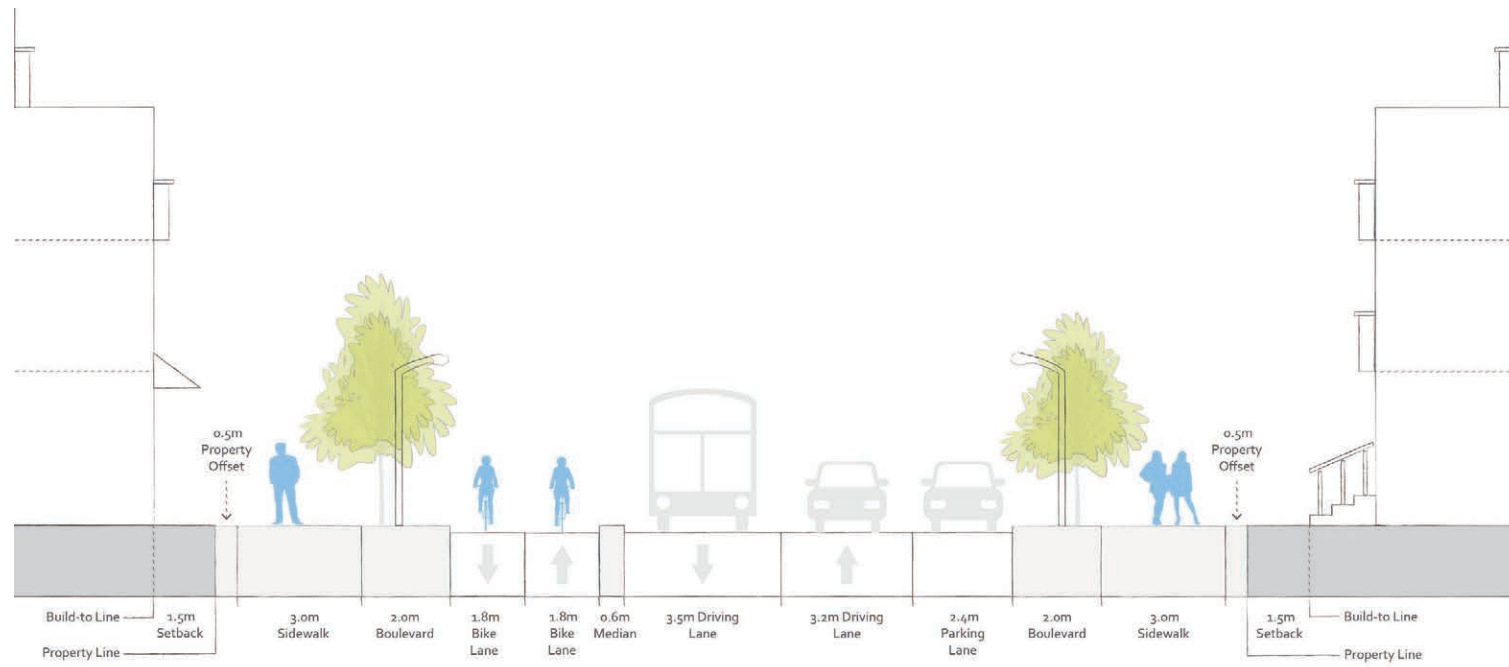 0.5m
Property
Offset
0.5m
Property
Offset
Build-to Line
1.5m
Setback
3.0m
Sidewalk
2.0m
Boulevard
1.8m
Bike
Lane
1.8m
Bike
Lane
0.6m
Median
3.5m Driving
Lane
3.2m Driving
Lane
2.4m
Parking
Lane
2.0m
Boulevard
3.0m
Sidewalk
1.5m
Setback
Build-to Line
Property Line
Property Line